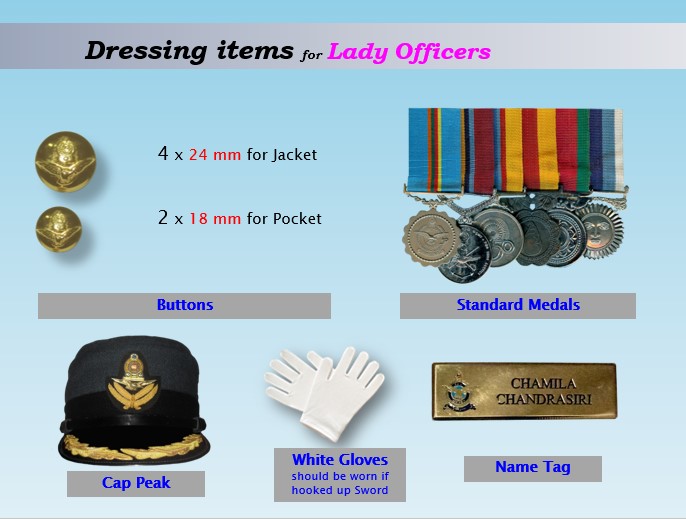 Dressing items for Lady Officers
4 x 24 mm for Jacket
2 x 18 mm for Pocket
Buttons
Standard Medals
CHAMILA
CHANDRASIRI
Cap Peak
White Gloves
should be worn if
hooked up Sword
Name Tag